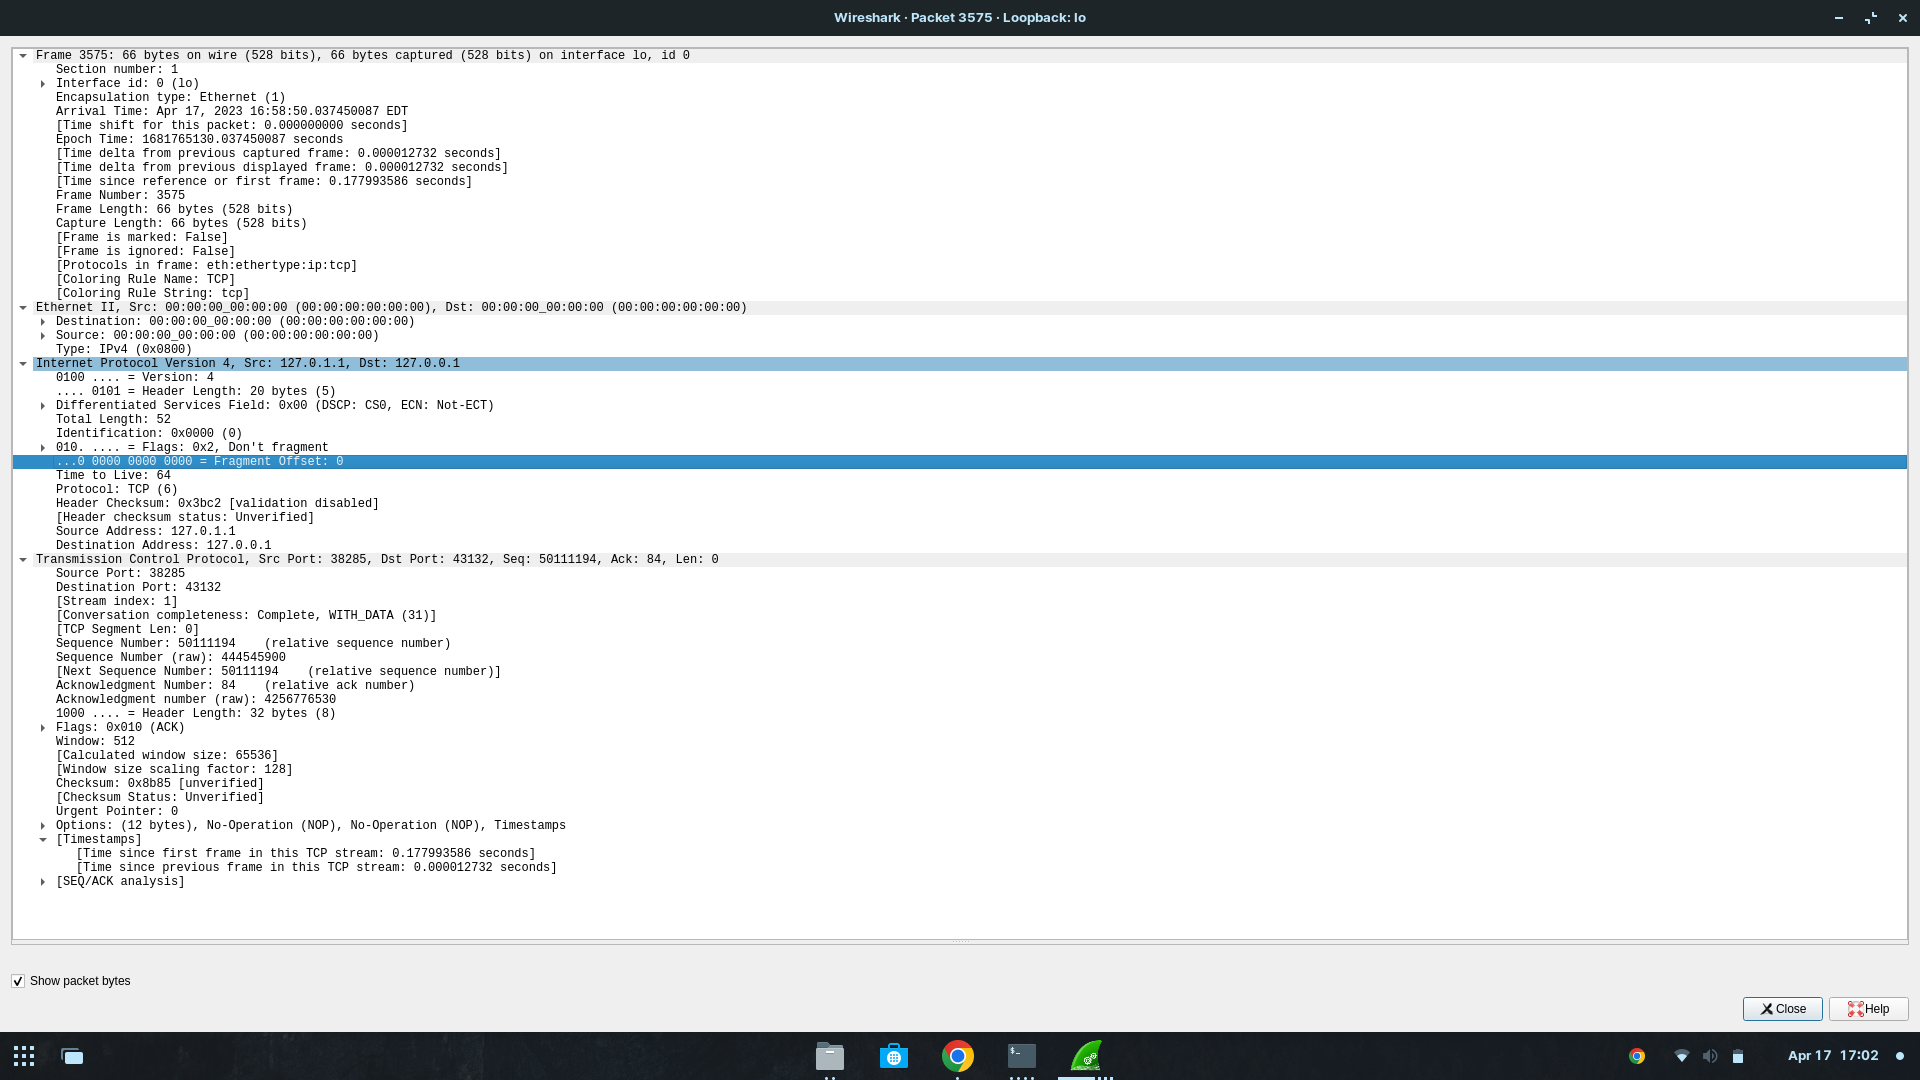 Wireshark · Packet 3575 · Loopback: lo
Frame 3575: 66 bytes on wire (528 bits), 66 bytes captured (528 bits) on interface lo, id 0
Section number: 1
Interface id: 0 (lo)
Encapsulation type: Ethernet (1)
Arrival Time: Apr 17, 2023 16:58:50.037450087 EDT
[Time shift for this packet: 0.000000000 seconds]
Epoch Time: 1681765130.037450087 seconds
[Time delta from previous captured frame: 0.000012732 seconds]
[Time delta from previous displayed frame: 0.000012732 seconds]
[Time since reference or first frame: 0.177993586 seconds]
Frame Number: 3575
Frame Length: 66 bytes (528 bits)
Capture Length: 66 bytes (528 bits)
[Frame is marked: False]
[Frame is ignored: False]
[Protocols in frame: eth:ethertype:ip:tcp]
[Coloring Rule Name: TCP]
[Coloring Rule String: tcp]
Ethernet II, Src: 00:00:00_00:00:00 (00:00:00:00:00:00), Dst: 00:00:00_00:00:00 (00:00:00:00:00:00)
Destination: 00:00:00_00:00:00 (00:00:00:00:00:00)
Source: 00:00:00_00:00:00 (00:00:00:00:00:00)
Type: IPv4 (0x0800)
Internet Protocol Version 4, Src: 127.0.1.1, Dst: 127.0.0.1
0100 .... = Version: 4
.... 0101 = Header Length: 20 bytes (5)
Differentiated Services Field: 0x00 (DSCP: CS0, ECN: Not-ECT)
Total Length: 52
Identification: 0x0000 (0)
010. .... = Flags: 0x2, Don't fragment
...0 0000 0000 0000 = Fragment Offset: 0
Time to Live: 64
Protocol: TCP (6)
Header Checksum: 0x3bc2 [validation disabled]
[Header checksum status: Unverified]
Source Address: 127.0.1.1
Destination Address: 127.0.0.1
Transmission Control Protocol, Src Port: 38285, Dst Port: 43132, Seq: 50111194, Ack: 84, Len: 0
Source Port: 38285
Destination Port: 43132
[Stream index: 1]
[Conversation completeness: Complete, WITH_DATA (31)]
[TCP Segment Len: 0]
Sequence Number: 50111194    (relative sequence number)
Sequence Number (raw): 444545900
[Next Sequence Number: 50111194    (relative sequence number)]
Acknowledgment Number: 84    (relative ack number)
Acknowledgment number (raw): 4256776530
1000 .... = Header Length: 32 bytes (8)
Flags: 0x010 (ACK)
Window: 512
[Calculated window size: 65536]
[Window size scaling factor: 128]
Checksum: 0x8b85 [unverified]
[Checksum Status: Unverified]
Urgent Pointer: 0
Options: (12 bytes), No-Operation (NOP), No-Operation (NOP), Timestamps
[Timestamps]
[Time since first frame in this TCP stream: 0.177993586 seconds]
[Time since previous frame in this TCP stream: 0.000012732 seconds]
[SEQ/ACK analysis]
Show packet bytes
Close Help
$_
Apr 17 17:02